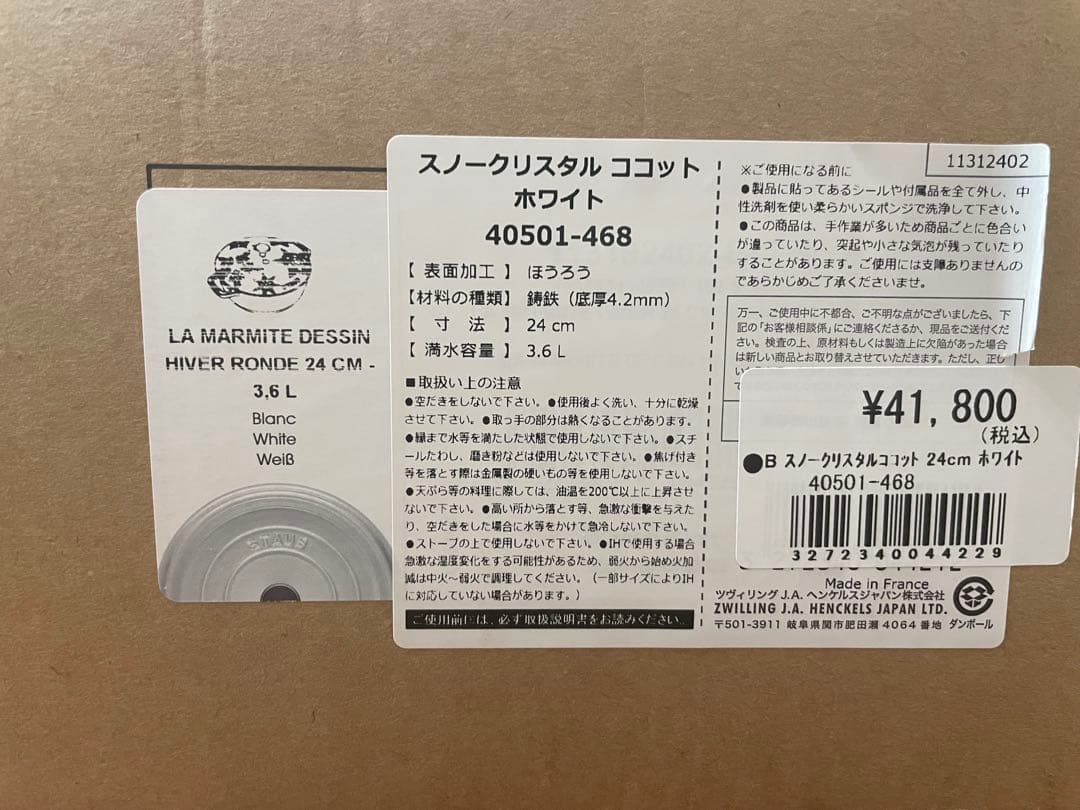 LA MARMITE DESSIN
HIVER RONDE 24 CM -
3,6 L
Blanc
White
Weiß
STAUB
スノークリスタル ココット
ホワイト
40501-468
【 表面加工 】 ほうろう
【材料の種類】 鋳鉄（底厚4.2mm）
【 寸 法 】 24 cm
【 満水容量 】 3.6 L
■取扱い上の注意
●空だきをしないで下さい。●使用後よく洗い、十分に乾燥
させて下さい。●取っ手の部分は熱くなることがあります。
●縁まで水等を満たした状態で使用しないで下さい。●スチ
ールたわし、磨き粉などは使用しないで下さい。●焦げ付き
等を落とす際は金属製の硬いもの等を使用しないで下さい。
●天ぷら等の料理に際しては、油温を200℃以上に上昇させ
ないで下さい。●高い所から落とす等、急激な衝撃を与えた
り、空だきをした場合に水等をかけて急冷しないで下さい。
●ストーブの上で使用しないで下さい。●IHで使用する場合
急激な温度変化をする可能性があるため、弱火から始め火加
減は中火～弱火で調理してください。（一部サイズによりIH
に対応していない場合があります。）
ご使用前には、必ず取扱説明書をお読みください。
11312402
※ご使用になる前に
●製品に貼ってあるシールや付属品を全て外し、中
性洗剤を使い柔らかいスポンジで洗浄して下さい。
●この商品は、手作業が多いため商品ごとに色合い
が違っていたり、突起や小さな気泡が残っていたり
することがあります。ご使用には支障ありませんの
であらかじめご了承くださいませ。
万一、ご使用中に不都合、ご不明な点がございましたら、下
記の「お客様相談係」にご連絡くださるか、現品をご送付くださ
い。検査の上、原材料もしくは製造上に欠陥があった場合
は新しい商品とお取り替えさせていただきます。ただし、正し
¥41,800
(税込)
●B スノークリスタルココット 24cm ホワイト
40501-468
3272340044229
Made in France
ツヴィリング J.A. ヘンケルスジャパン株式会社
ZWILLING J.A. HENCKELS JAPAN LTD.
〒501-3911 岐阜県関市肥田瀬 4064 番地
ダンボール